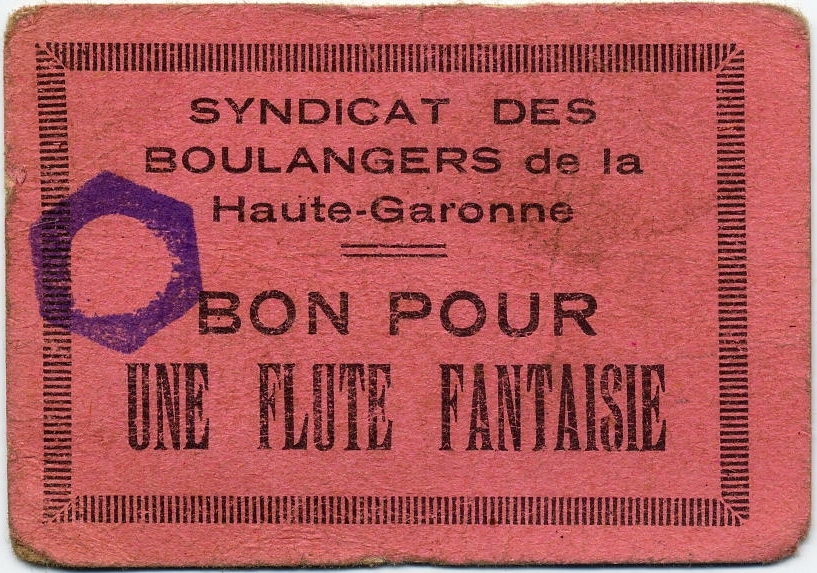 SYNDICAT DES
BOULANGERS de la
Haute-Garonne
BON POUR
UNE FLUTE FANTAISIE